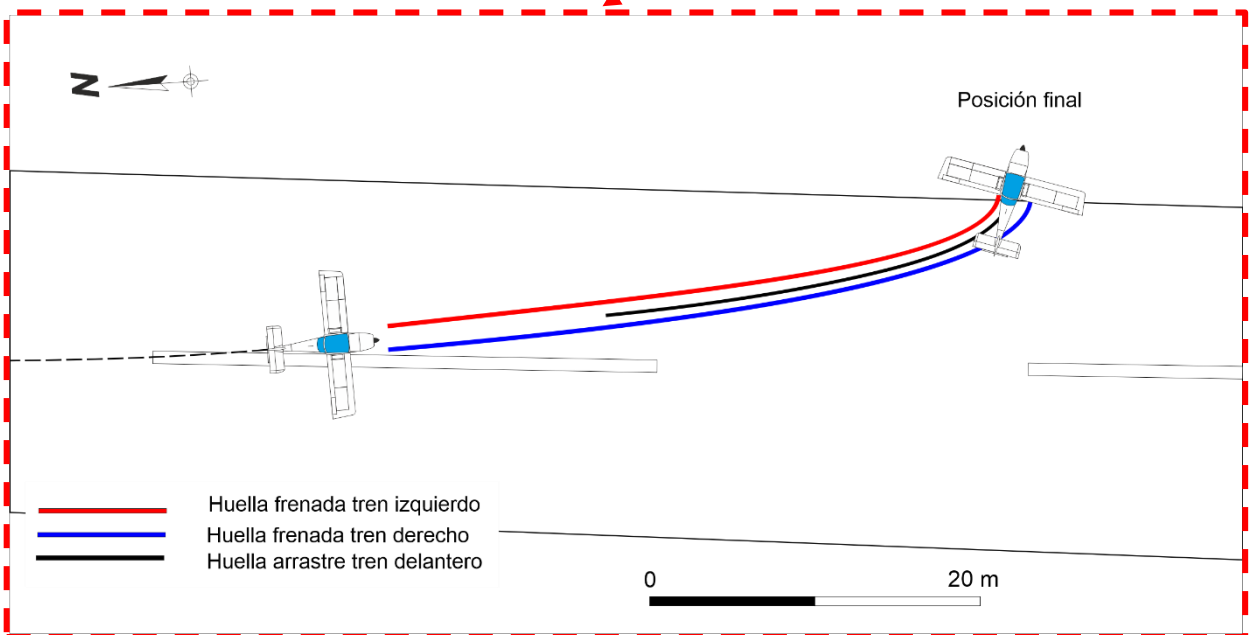 N
Posición final
Huella frenada tren izquierdo
Huella frenada tren derecho
Huella arrastre tren delantero
0 20 m